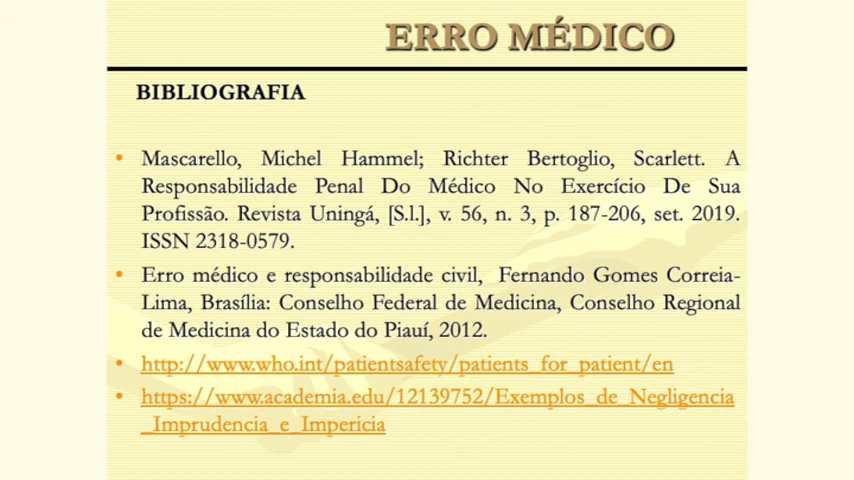 ERRO MÉDICO
BIBLIOGRAFIA
• Mascarello, Michel Hammel; Richter Bertoglio, Scarlett. A
Responsabilidade Penal Do Médico No Exercício De Sua
Profissão. Revista Uningá, [S.l.], v. 56, n. 3, p. 187-206, set. 2019.
ISSN 2318-0579.
• Erro médico e responsabilidade civil, Fernando Gomes Correia-
Lima, Brasília: Conselho Federal de Medicina, Conselho Regional
de Medicina do Estado do Piauí, 2012.
• http://www.who.int/patientsafety/patients_for_patient/en
• https://www.academia.edu/12139752/Exemplos_de_Negligencia
_Imprudencia_e_Impericia